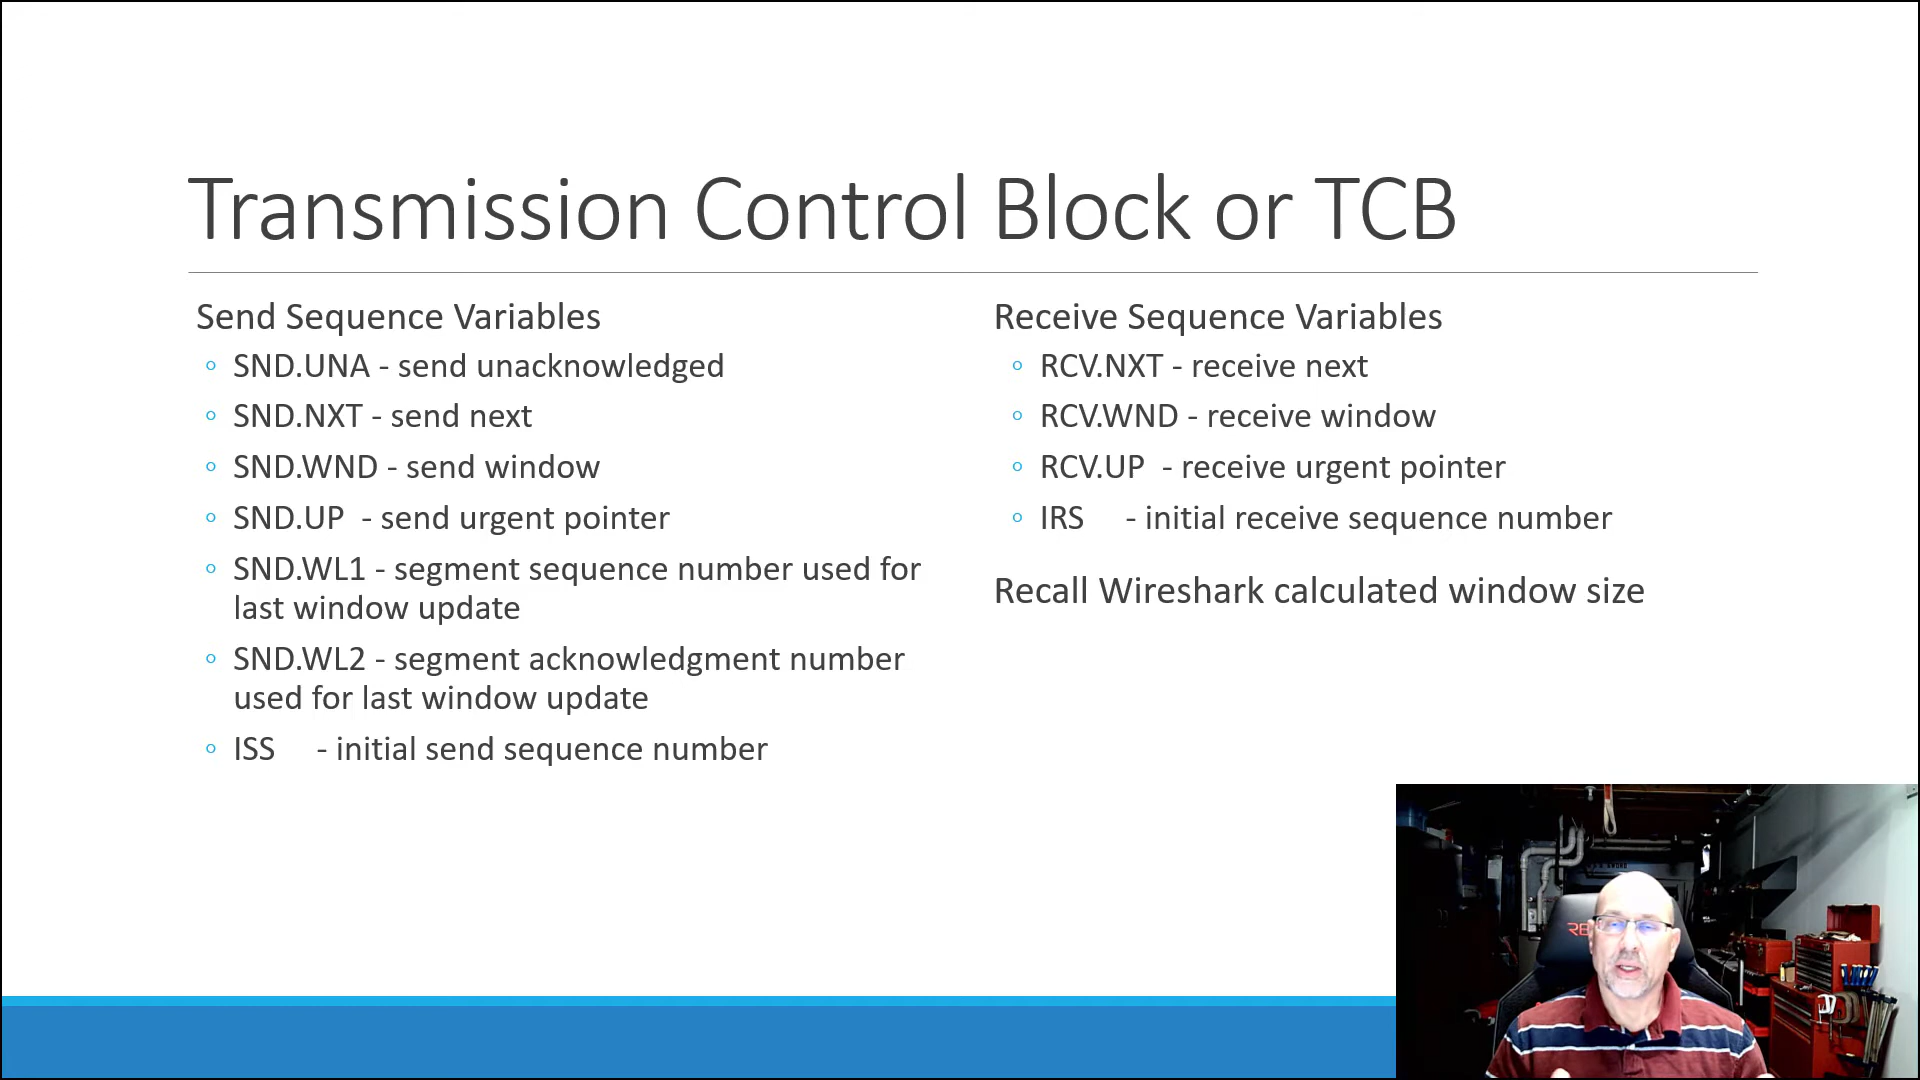 Transmission Control Block or TCB
Send Sequence Variables
SND.UNA - send unacknowledged
SND.NXT - send next
SND.WND - send window
SND.UP - send urgent pointer
SND.WL1 - segment sequence number used for
last window update
SND.WL2 - segment acknowledgment number
used for last window update
ISS - initial send sequence number
Receive Sequence Variables
RCV.NXT - receive next
RCV.WND - receive window
RCV.UP - receive urgent pointer
IRS - initial receive sequence number
Recall Wireshark calculated window size